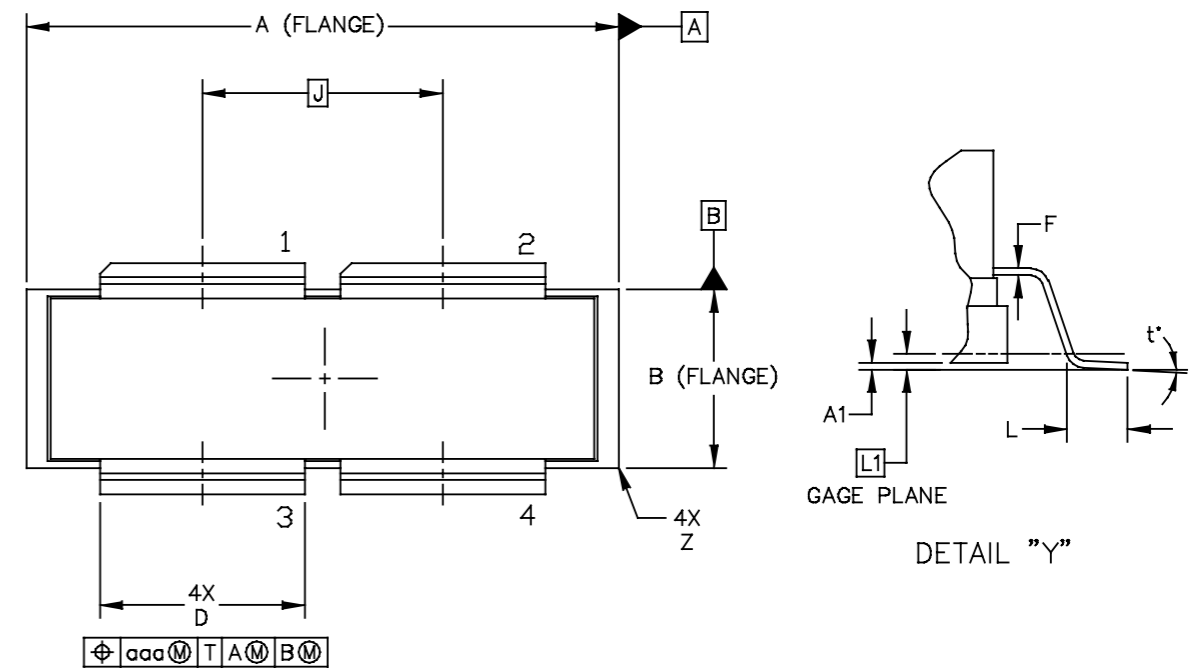 A (FLANGE)
A
J
B
1
2
F
t°
B (FLANGE)
A1
L
L1
GAGE PLANE
3
4
4X
Z
DETAIL "Y"
4X
D
⌖ aaa Ⓜ T A Ⓜ B Ⓜ